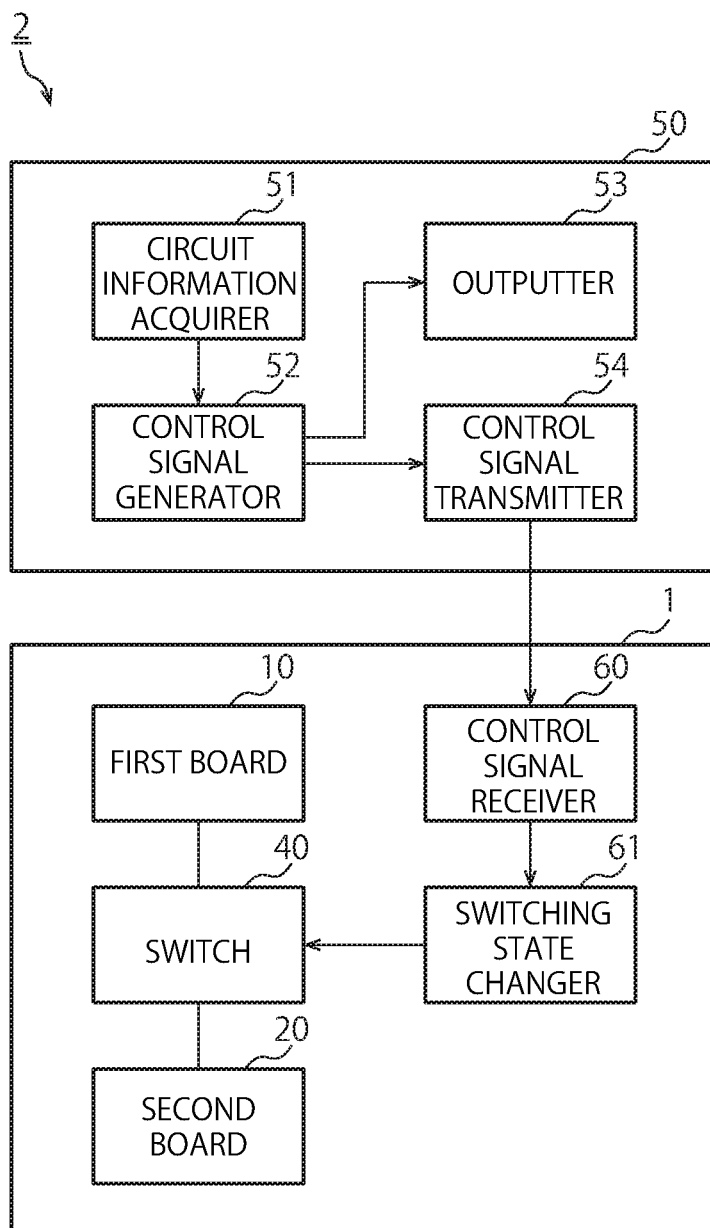 2
50
51
CIRCUIT
INFORMATION
ACQUIRER
53
OUTPUTTER
52
CONTROL
SIGNAL
GENERATOR
54
CONTROL
SIGNAL
TRANSMITTER
1
10
FIRST BOARD
60
CONTROL
SIGNAL
RECEIVER
40
SWITCH
61
SWITCHING
STATE
CHANGER
20
SECOND
BOARD